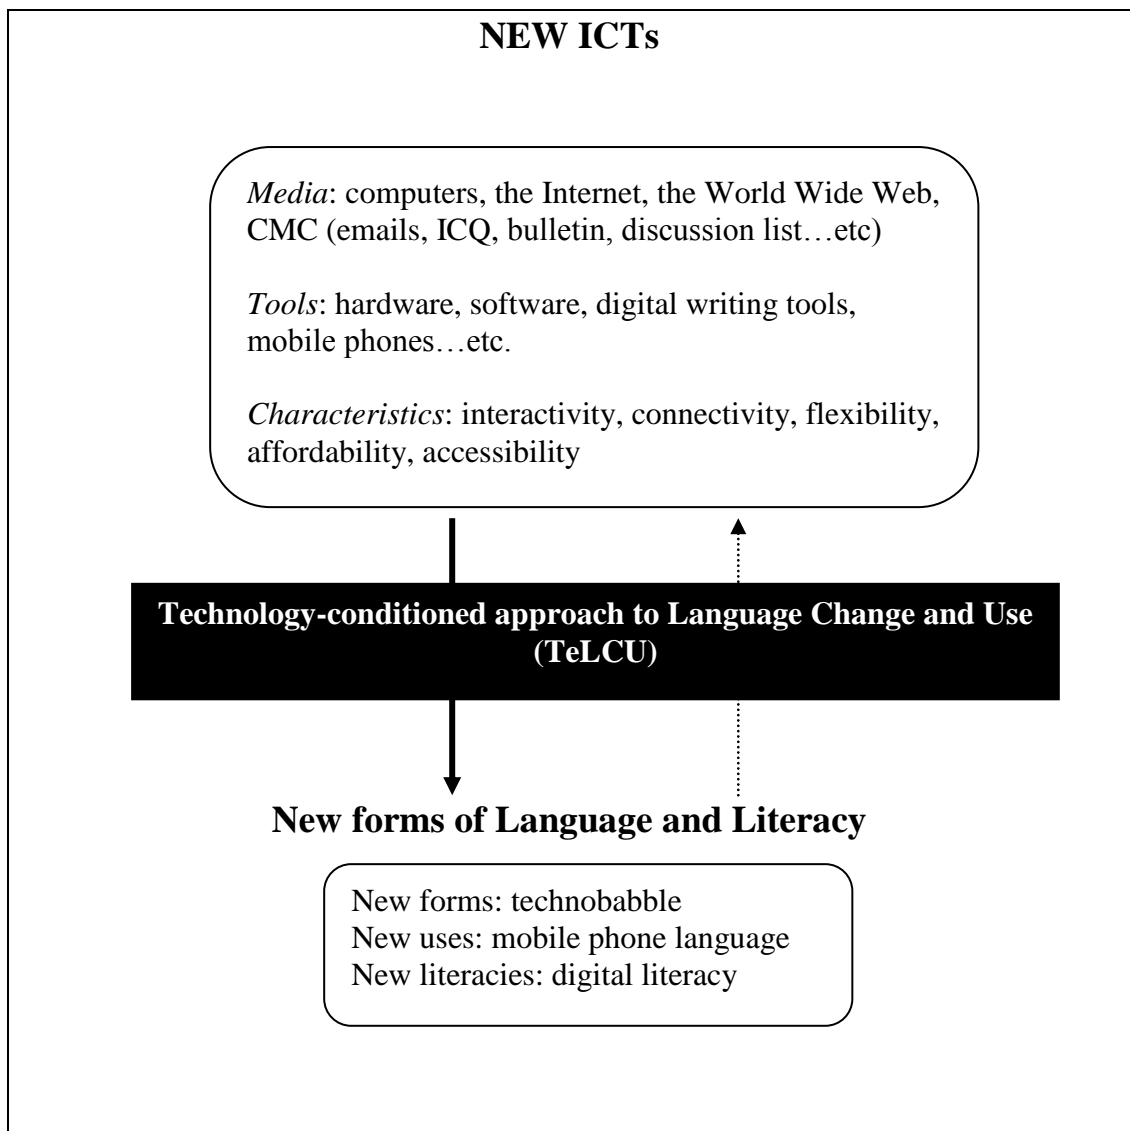 NEW ICTs
Media: computers, the Internet, the World Wide Web,
CMC (emails, ICQ, bulletin, discussion list…etc)
Tools: hardware, software, digital writing tools,
mobile phones…etc.
Characteristics: interactivity, connectivity, flexibility,
affordability, accessibility
Technology-conditioned approach to Language Change and Use
(TeLCU)
New forms of Language and Literacy
New forms: technobabble
New uses: mobile phone language
New literacies: digital literacy